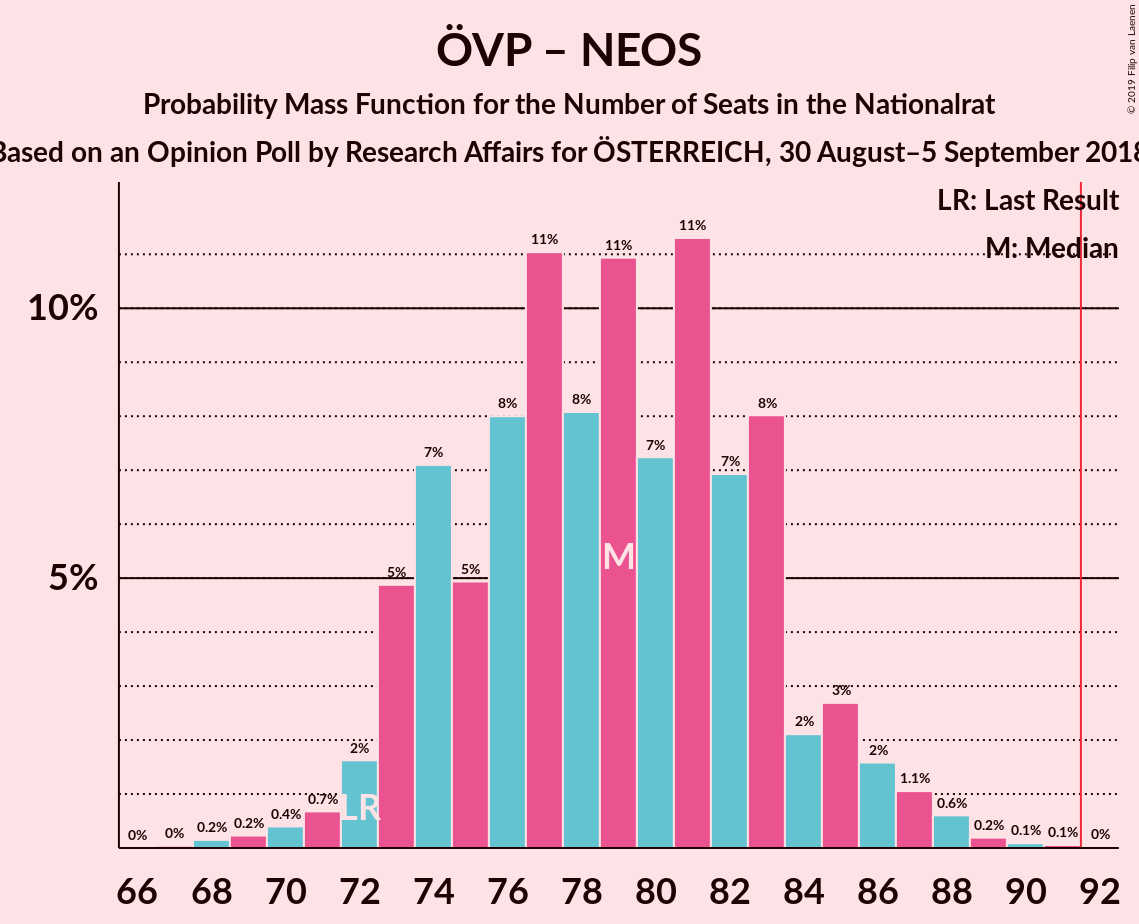 ÖVP – NEOS
Probability Mass Function for the Number of Seats in the Nationalrat
Based on an Opinion Poll by Research Affairs for ÖSTERREICH, 30 August–5 September 2018
© 2019 Filip van Laenen
LR: Last Result
M: Median
10%
5%
0% 0% 0.2% 0.2% 0.4% 0.7% 2% 5% 7% 5% 8% 11% 8% 11% 7% 11% 7% 8% 2% 3% 2% 1.1% 0.6% 0.2% 0.1% 0.1% 0%
M
LR
66 68 70 72 74 76 78 80 82 84 86 88 90 92